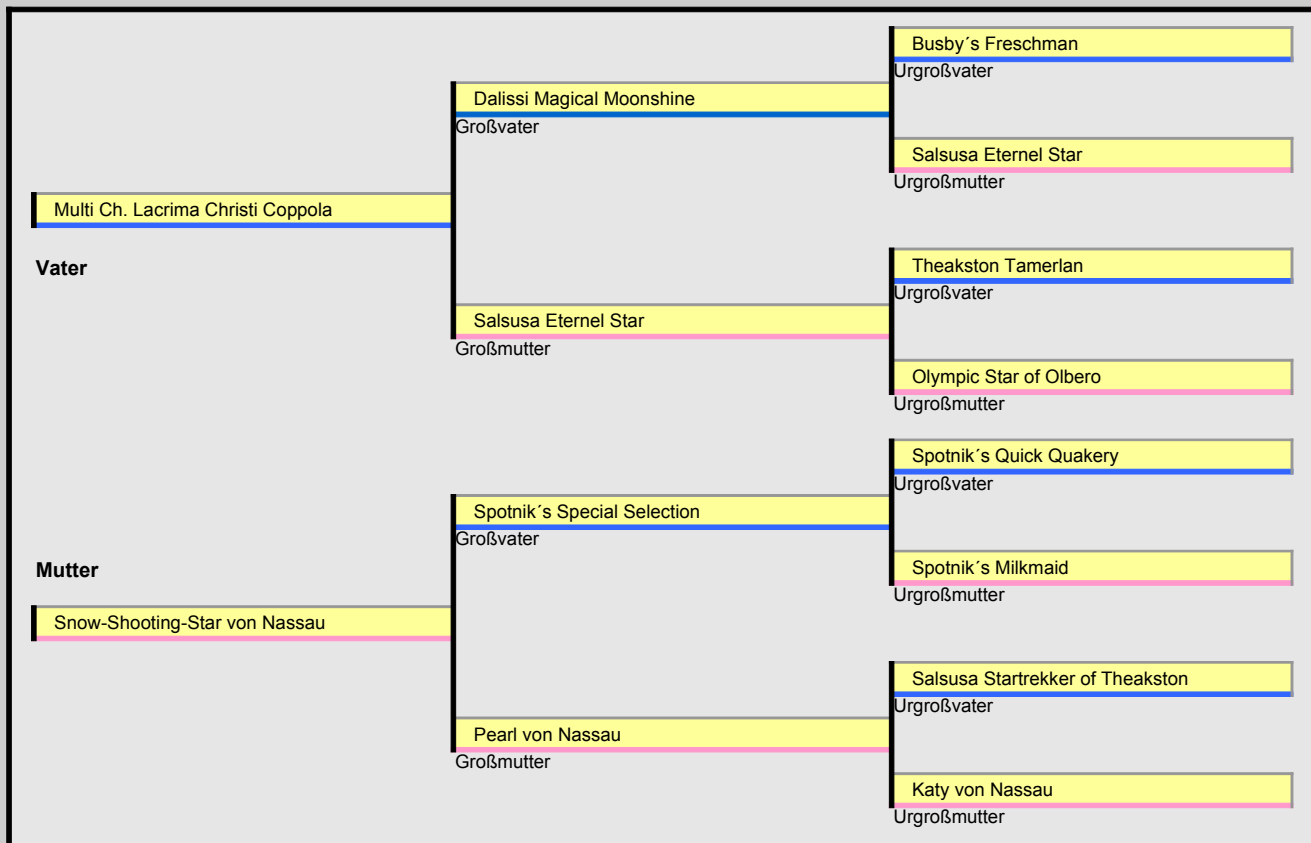 Busby´s Freschman
Urgroßvater
Dalissi Magical Moonshine
Großvater
Salsusa Eternel Star
Urgroßmutter
Multi Ch. Lacrima Christi Coppola
Vater
Theakston Tamerlan
Urgroßvater
Salsusa Eternel Star
Großmutter
Olympic Star of Olbero
Urgroßmutter
Spotnik´s Quick Quakery
Urgroßvater
Spotnik´s Special Selection
Großvater
Mutter
Spotnik´s Milkmaid
Urgroßmutter
Snow-Shooting-Star von Nassau
Salsusa Startrekker of Theakston
Urgroßvater
Pearl von Nassau
Großmutter
Katy von Nassau
Urgroßmutter